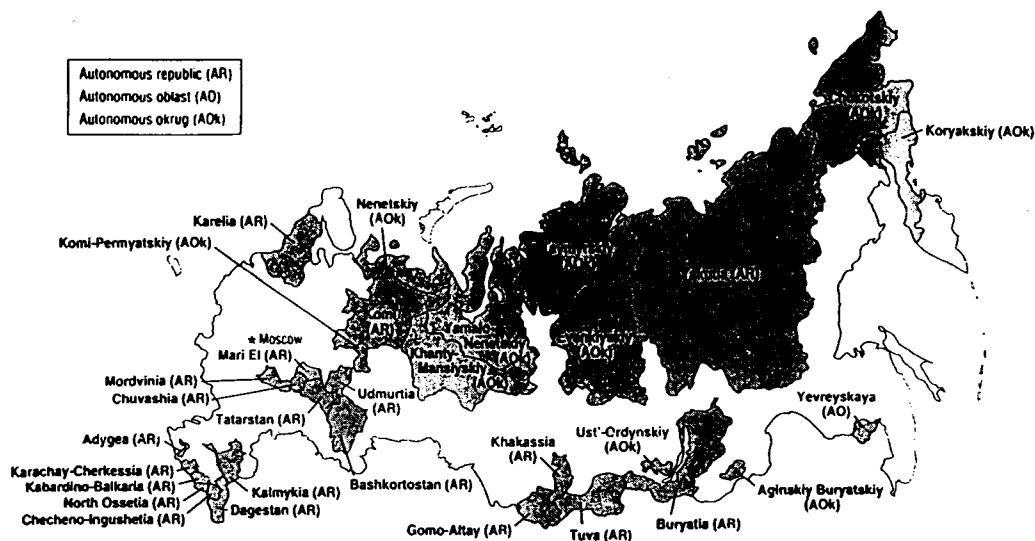 Autonomous republic (AR)
Autonomous oblast (AO)
Autonomous okrug (AOk)
Chukotskiy
(AOk)
Koryakskiy (AOk)
Nenetskiy
(AOk)
Karelia (AR)
Komi-Permyatskiy (AOk)
(AOk)
(AR)
Komi
(AR)
Yamalo-
Nenetskiy
(AOk)
Khanty-
Mansiyskiy
(AOk)
(AOk)
* Moscow
Mari El (AR)
Mordvinia (AR)
Chuvashia (AR)
Udmurtia
(AR)
Tatarstan (AR)
Yevreyskaya
(AO)
Adygea (AR)
Khakassia
(AR)
Ust'-Ordynskiy
(AOk)
Karachay-Cherkessia (AR)
Kabardino-Balkaria (AR)
North Ossetia (AR)
Checheno-Ingushetia (AR)
Kalmykia (AR)
Dagestan (AR)
Bashkortostan (AR)
Aginskiy Buryatskiy
(AOk)
Gorno-Altay (AR)
Tuva (AR)
Buryatia (AR)